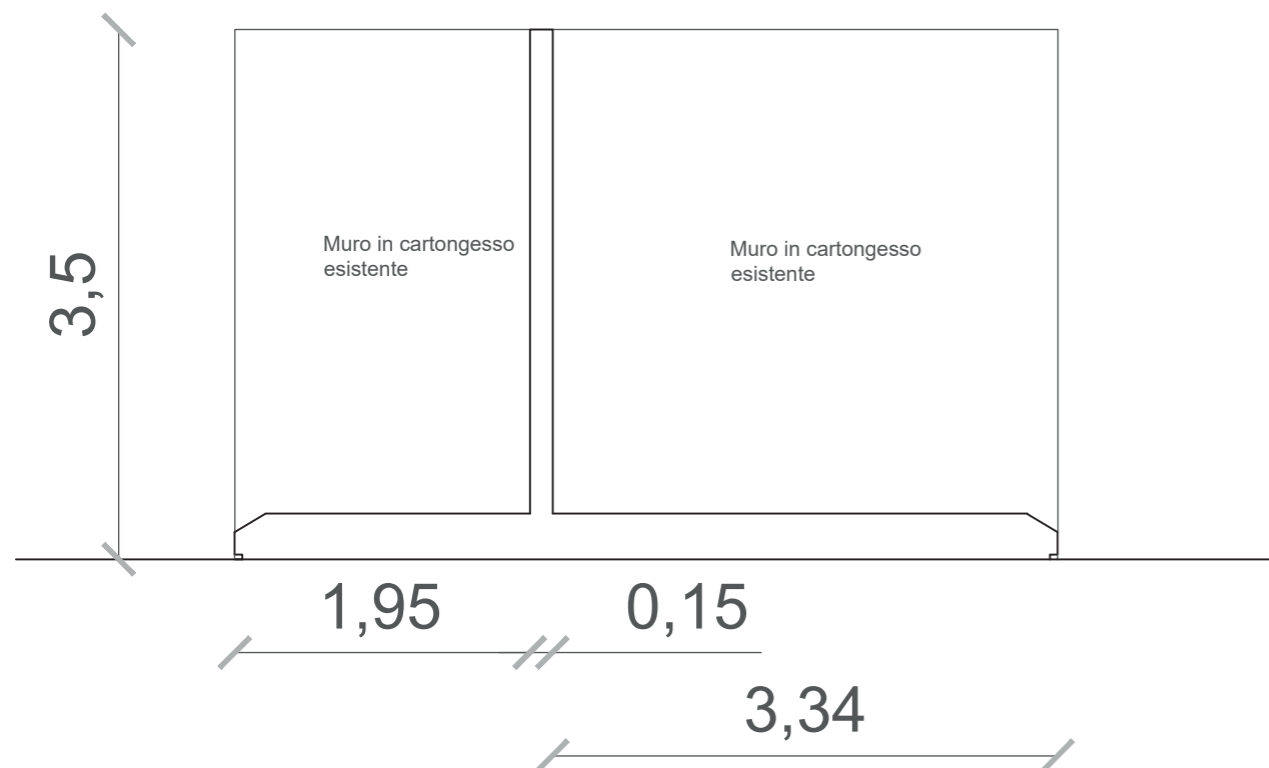 Muro in cartongesso
esistente
Muro in cartongesso
esistente
3,5
1,95
0,15
3,34